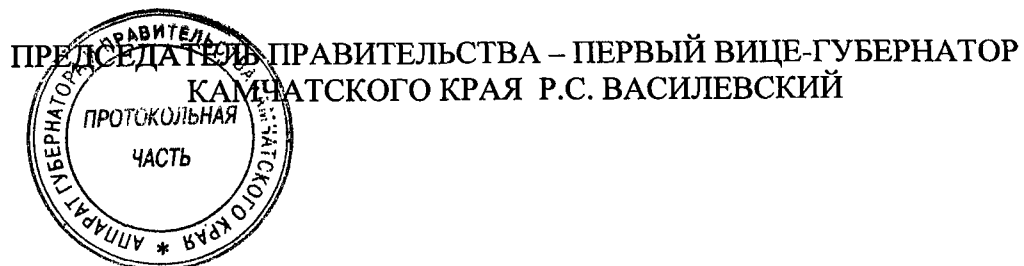 ПРЕДСЕДАТЕЛЬ ПРАВИТЕЛЬСТВА – ПЕРВЫЙ ВИЦЕ-ГУБЕРНАТОР
КАМЧАТСКОГО КРАЯ Р.С. ВАСИЛЕВСКИЙ
АППАРАТ ГУБЕРНАТОРА И ПРАВИТЕЛЬСТВА КАМЧАТСКОГО КРАЯ *
ПРОТОКОЛЬНАЯ
ЧАСТЬ